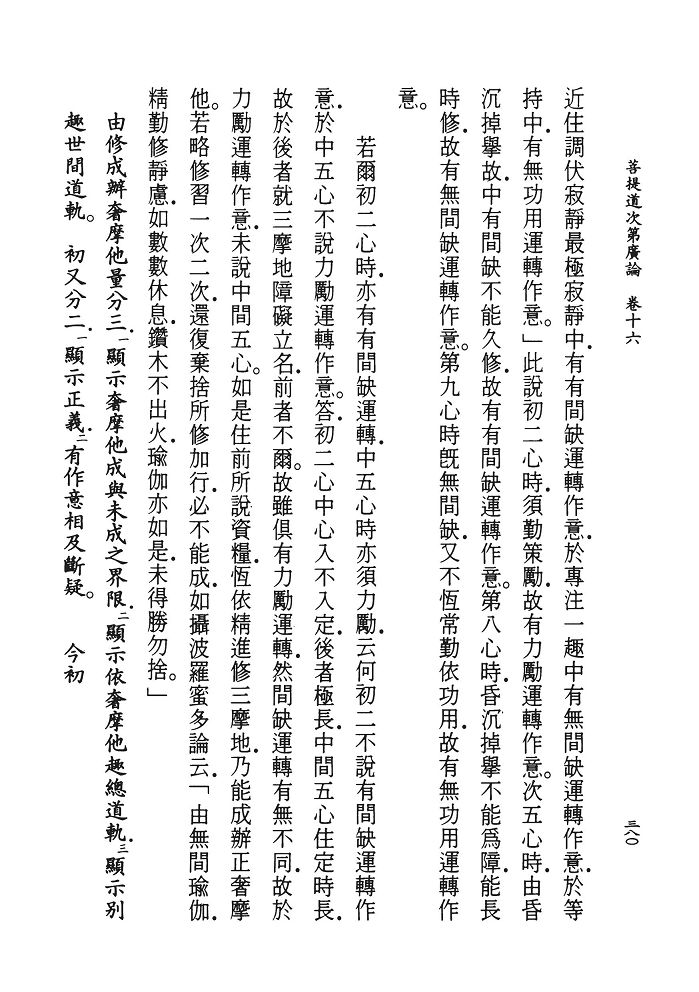 菩提道次第廣論　卷十六　三八〇
近住調伏寂靜最極寂靜中．有有間缺運轉作意．於專注一趣中有無間缺運轉作意．於等
持中．有無功用運轉作意。」此說初二心時．須勤策勵．故有力勵運轉作意。次五心時．由昏
沉掉舉．故中有間缺不能久修．故有有間缺運轉作意。第八心時．昏沉掉舉不能為障．能長
時修．故有無間缺運轉作意。第九心時既無間缺．又不恆常勤依功用．故有無功用運轉作
意。
若爾初二心時．亦有有間缺運轉．中五心時亦須力勵．云何初二不說有間缺運轉作
意．於中五心不說力勵運轉作意。答．初二心中心入不入定．後者極長．中間五心住定時長．
故於後者就三摩地障礙立名．前者不爾。故雖俱有力勵運轉．然間缺運轉有無不同．故於
力勵運轉作意．未說中間五心。如是住前所說資糧．恆依精進修三摩地．乃能成辦正奢摩
他。若略修習一次二次．還復棄捨所修加行．必不能成．如攝波羅蜜多論云．「由無間瑜伽．
精勤修靜慮．如數數休息．鑽木不出火．瑜伽亦如是．未得勝勿捨。」
由修成辦奢摩他量分三．一顯示奢摩他成與未成之界限．二顯示依奢摩他趣總道軌．三顯示別
趣世間道軌。　初又分二．一顯示正義．二有作意相及斷疑。　今初